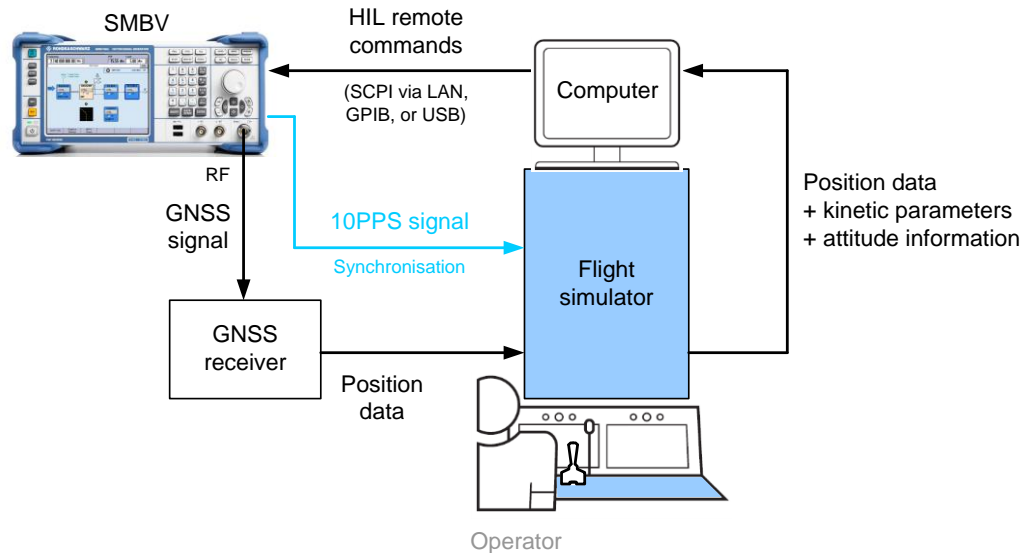 SMBV
HIL remote
commands
(SCPI via LAN,
GPIB, or USB)
Computer
RF
GNSS
signal
10PPS signal
Synchronisation
Flight
simulator
Position data
+ kinetic parameters
+ attitude information
GNSS
receiver
Position
data
Operator